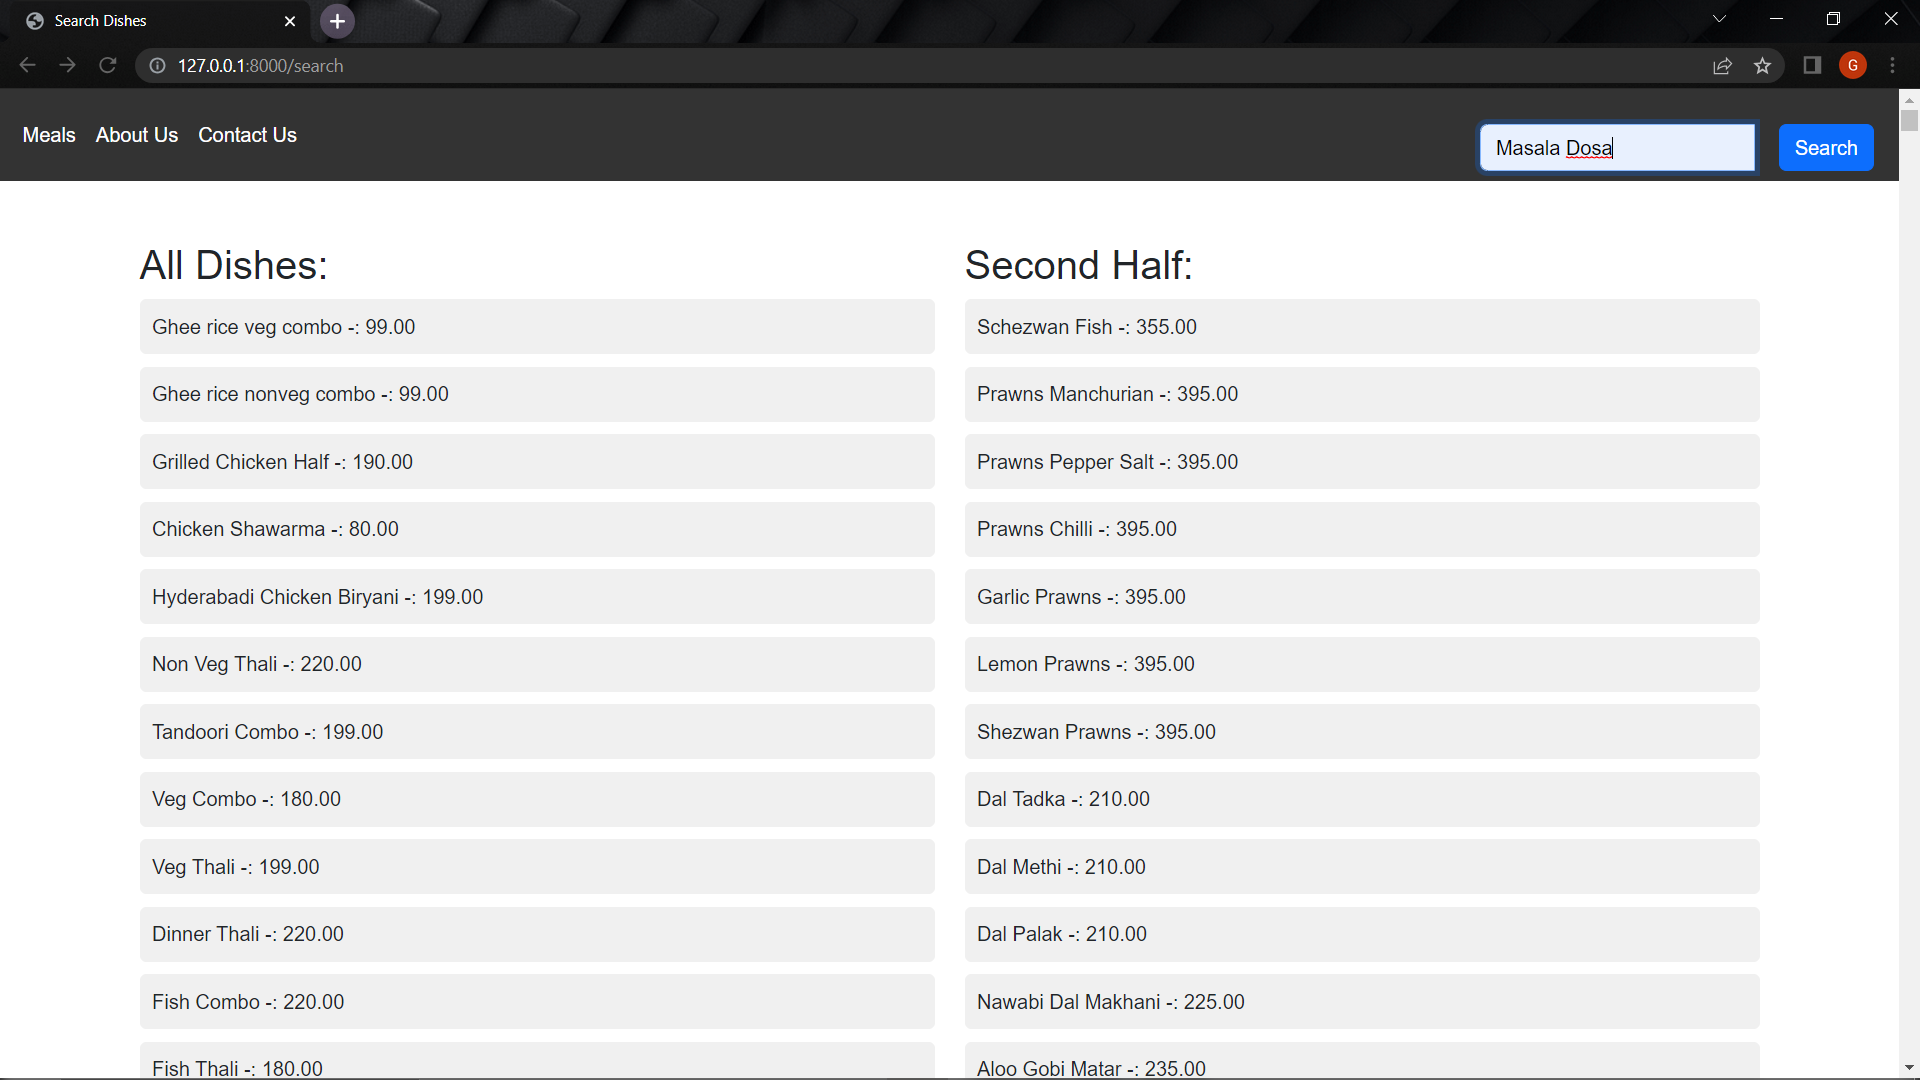 Search Dishes
127.0.0.1:8000/search
G
Meals About Us Contact Us
Masala Dosa
Search
All Dishes:
Ghee rice veg combo -: 99.00
Ghee rice nonveg combo -: 99.00
Grilled Chicken Half -: 190.00
Chicken Shawarma -: 80.00
Hyderabadi Chicken Biryani -: 199.00
Non Veg Thali -: 220.00
Tandoori Combo -: 199.00
Veg Combo -: 180.00
Veg Thali -: 199.00
Dinner Thali -: 220.00
Fish Combo -: 220.00
Fish Thali -: 180.00
Second Half:
Schezwan Fish -: 355.00
Prawns Manchurian -: 395.00
Prawns Pepper Salt -: 395.00
Prawns Chilli -: 395.00
Garlic Prawns -: 395.00
Lemon Prawns -: 395.00
Shezwan Prawns -: 395.00
Dal Tadka -: 210.00
Dal Methi -: 210.00
Dal Palak -: 210.00
Nawabi Dal Makhani -: 225.00
Aloo Gobi Matar -: 235.00